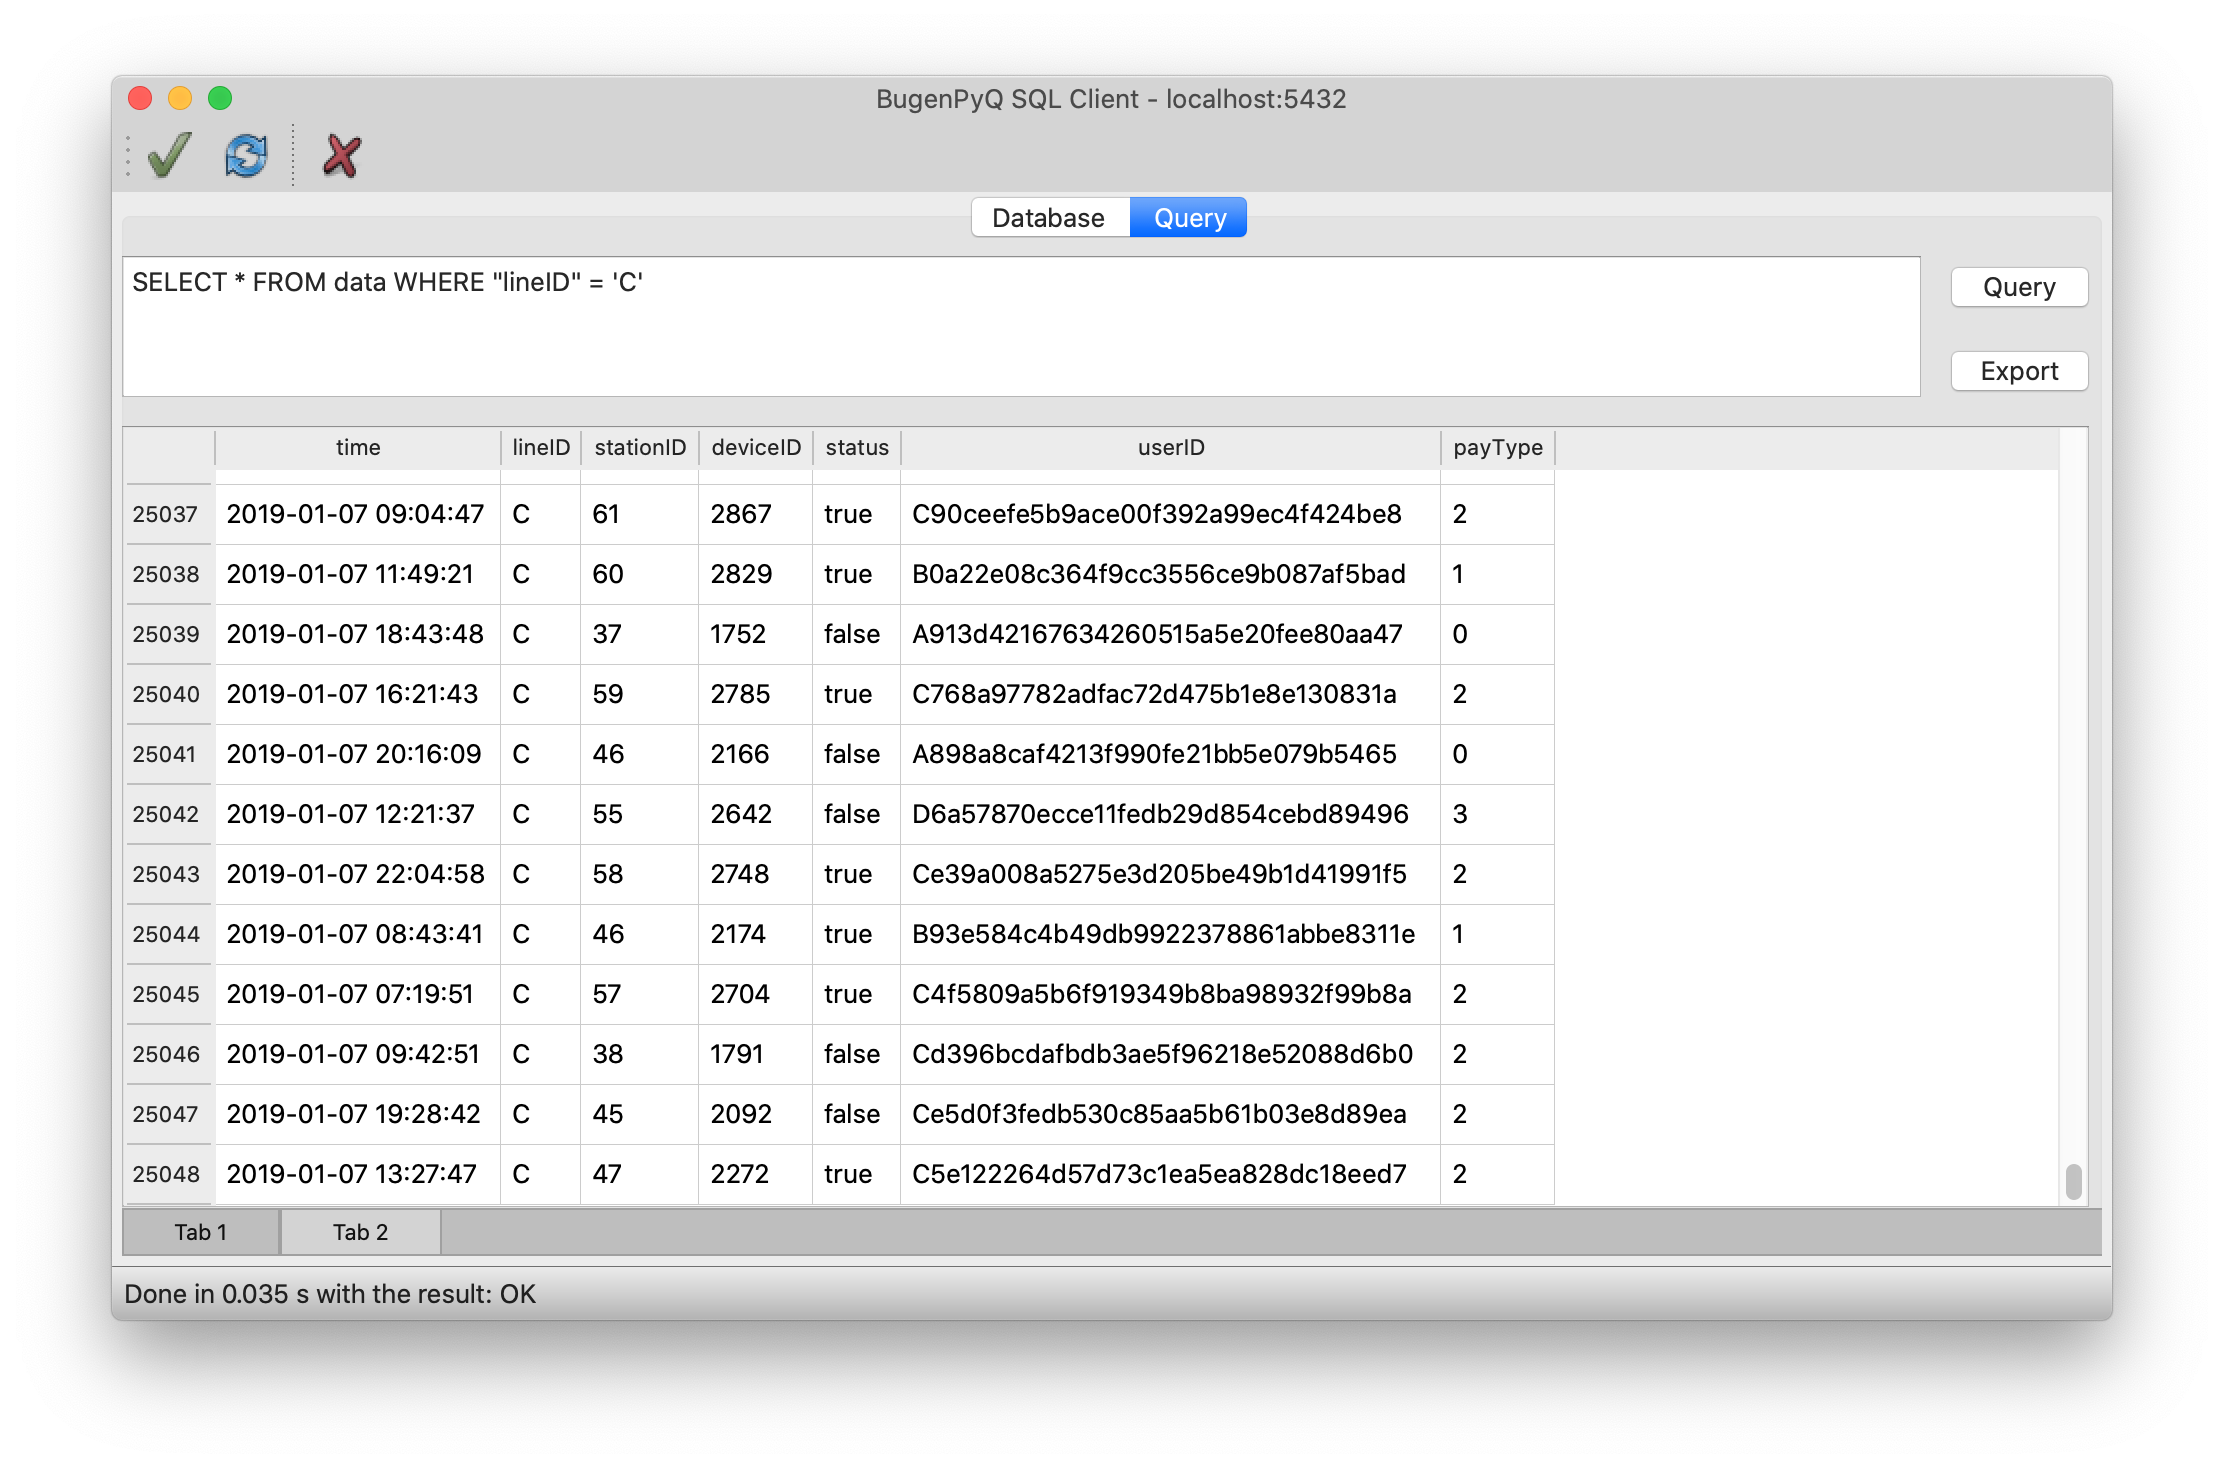 BugenPyQ SQL Client - localhost:5432
Database Query
SELECT * FROM data WHERE "lineID" = 'C'
Query
Export
time lineID stationID deviceID status userID payType
25037 2019-01-07 09:04:47 C 61 2867 true C90ceefe5b9ace00f392a99ec4f424be8 2
25038 2019-01-07 11:49:21 C 60 2829 true B0a22e08c364f9cc3556ce9b087af5bad 1
25039 2019-01-07 18:43:48 C 37 1752 false A913d42167634260515a5e20fee80aa47 0
25040 2019-01-07 16:21:43 C 59 2785 true C768a97782adfac72d475b1e8e130831a 2
25041 2019-01-07 20:16:09 C 46 2166 false A898a8caf4213f990fe21bb5e079b5465 0
25042 2019-01-07 12:21:37 C 55 2642 false D6a57870ecce11fedb29d854cebd89496 3
25043 2019-01-07 22:04:58 C 58 2748 true Ce39a008a5275e3d205be49b1d41991f5 2
25044 2019-01-07 08:43:41 C 46 2174 true B93e584c4b49db9922378861abbe8311e 1
25045 2019-01-07 07:19:51 C 57 2704 true C4f5809a5b6f919349b8ba98932f99b8a 2
25046 2019-01-07 09:42:51 C 38 1791 false Cd396bcdafbdb3ae5f96218e52088d6b0 2
25047 2019-01-07 19:28:42 C 45 2092 false Ce5d0f3fedb530c85aa5b61b03e8d89ea 2
25048 2019-01-07 13:27:47 C 47 2272 true C5e122264d57d73c1ea5ea828dc18eed7 2
Tab 1 Tab 2
Done in 0.035 s with the result: OK